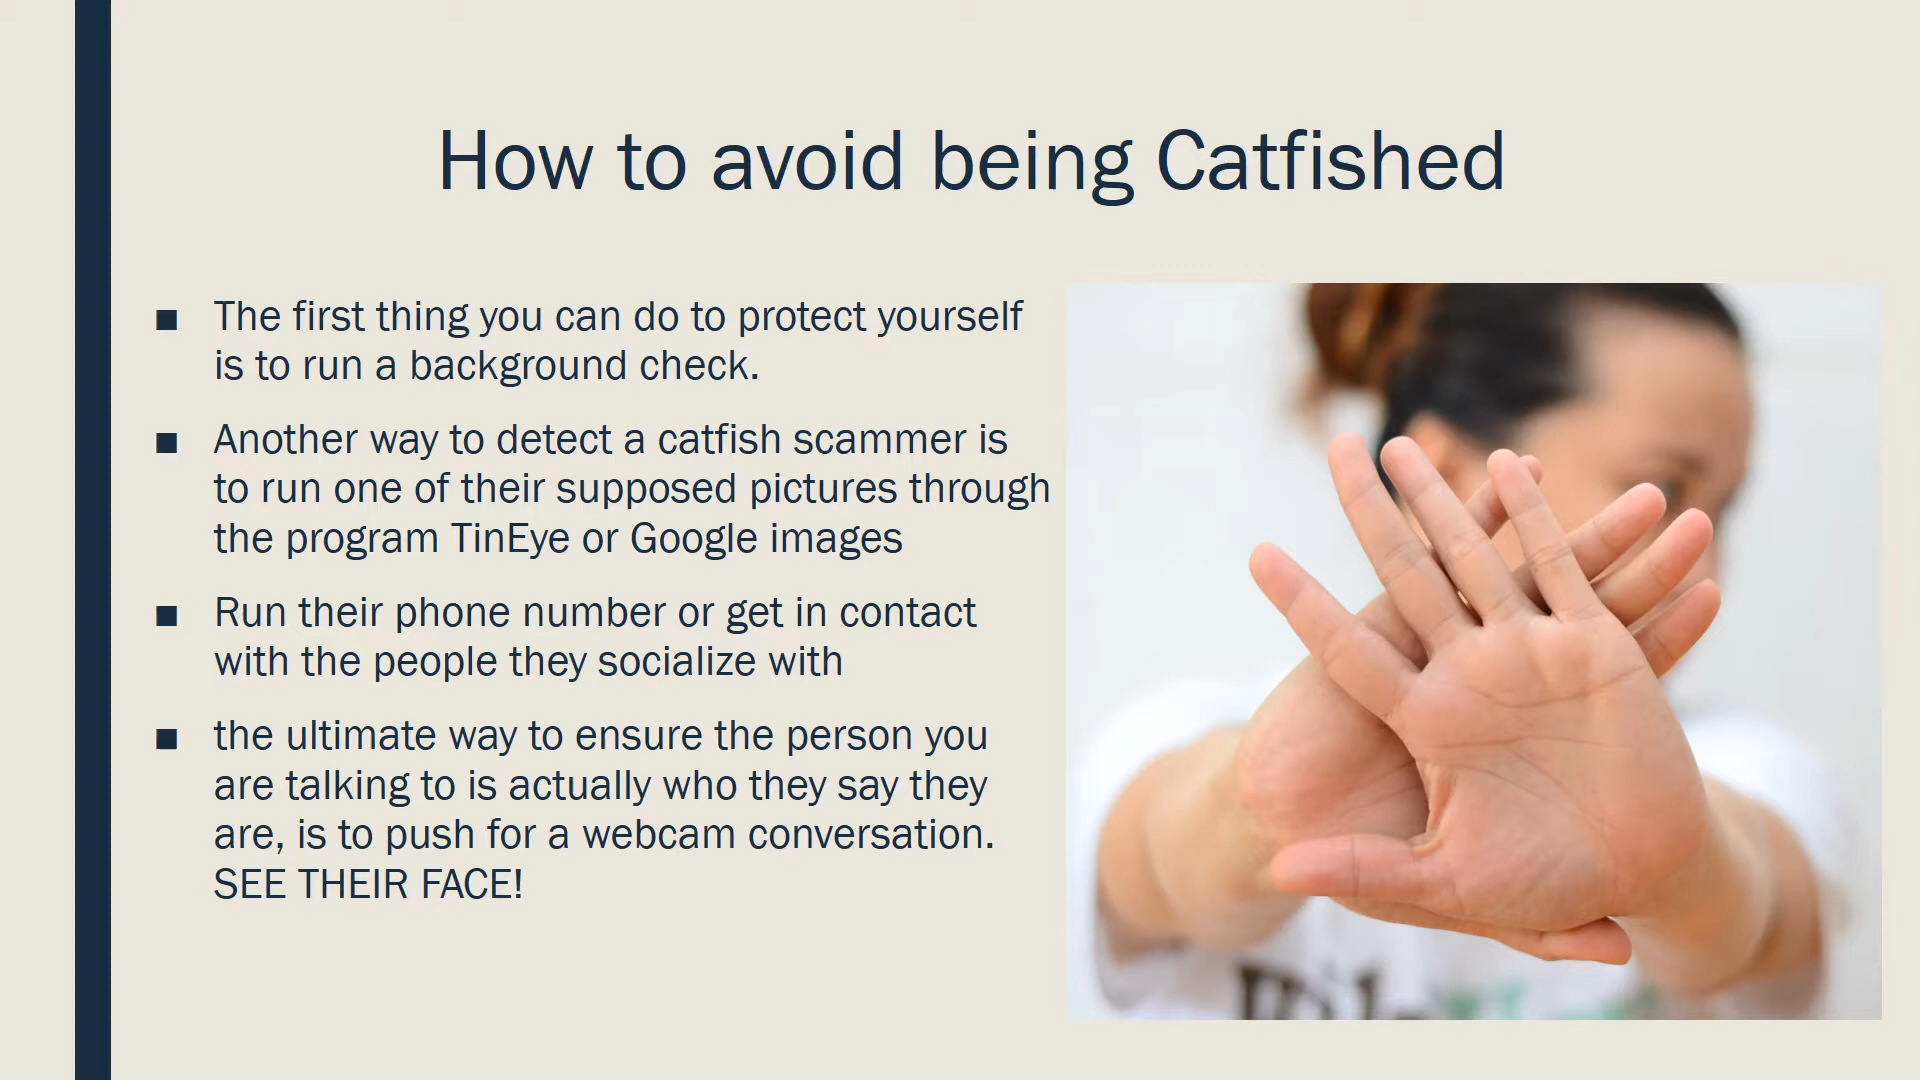 How to avoid being Catfished
■ The first thing you can do to protect yourself
is to run a background check.
■ Another way to detect a catfish scammer is
to run one of their supposed pictures through
the program TinEye or Google images
■ Run their phone number or get in contact
with the people they socialize with
■ the ultimate way to ensure the person you
are talking to is actually who they say they
are, is to push for a webcam conversation.
SEE THEIR FACE!